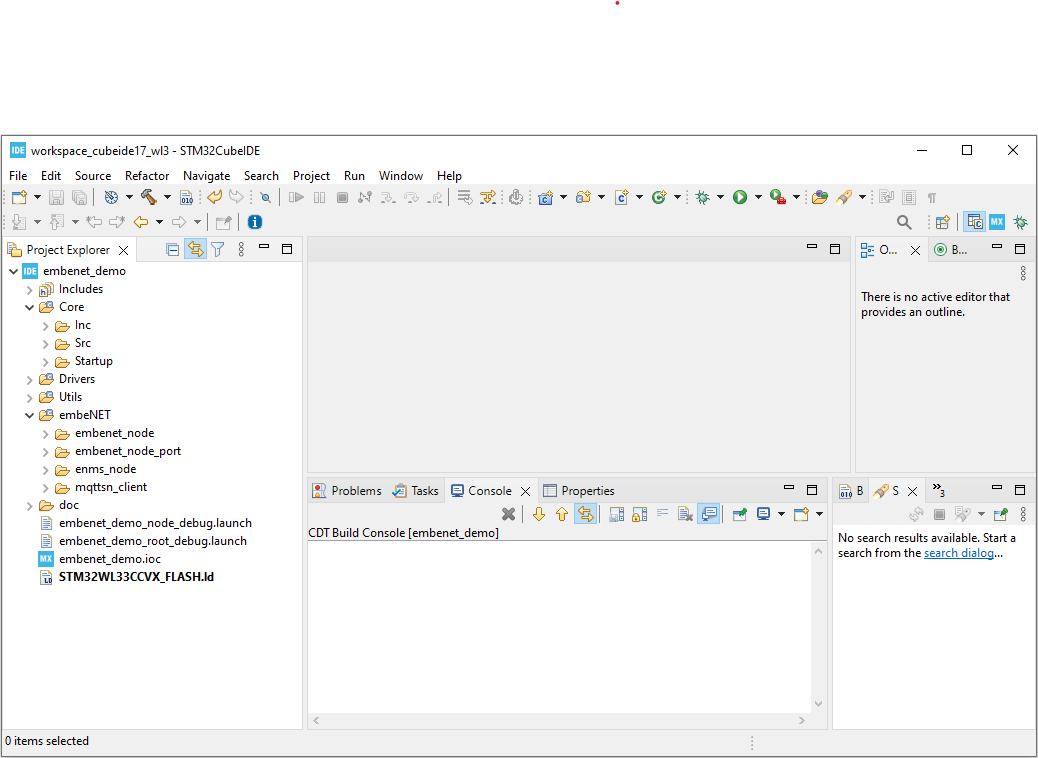 IDE workspace_cubeide17_wl3 - STM32CubeIDE
File Edit Source Refactor Navigate Search Project Run Window Help
010
MX
Project Explorer
O...
B...
IDE embenet_demo
Includes
Core
Inc
Src
Startup
Drivers
Utils
embeNET
embenet_node
embenet_node_port
enms_node
mqttsn_client
doc
embenet_demo_node_debug.launch
embenet_demo_root_debug.launch
MX embenet_demo.ioc
STM32WL33CCVX_FLASH.ld
There is no active editor that
provides an outline.
Problems Tasks Console Properties
CDT Build Console [embenet_demo]
010 B S »3
No search results available. Start a
search from the search dialog...
0 items selected